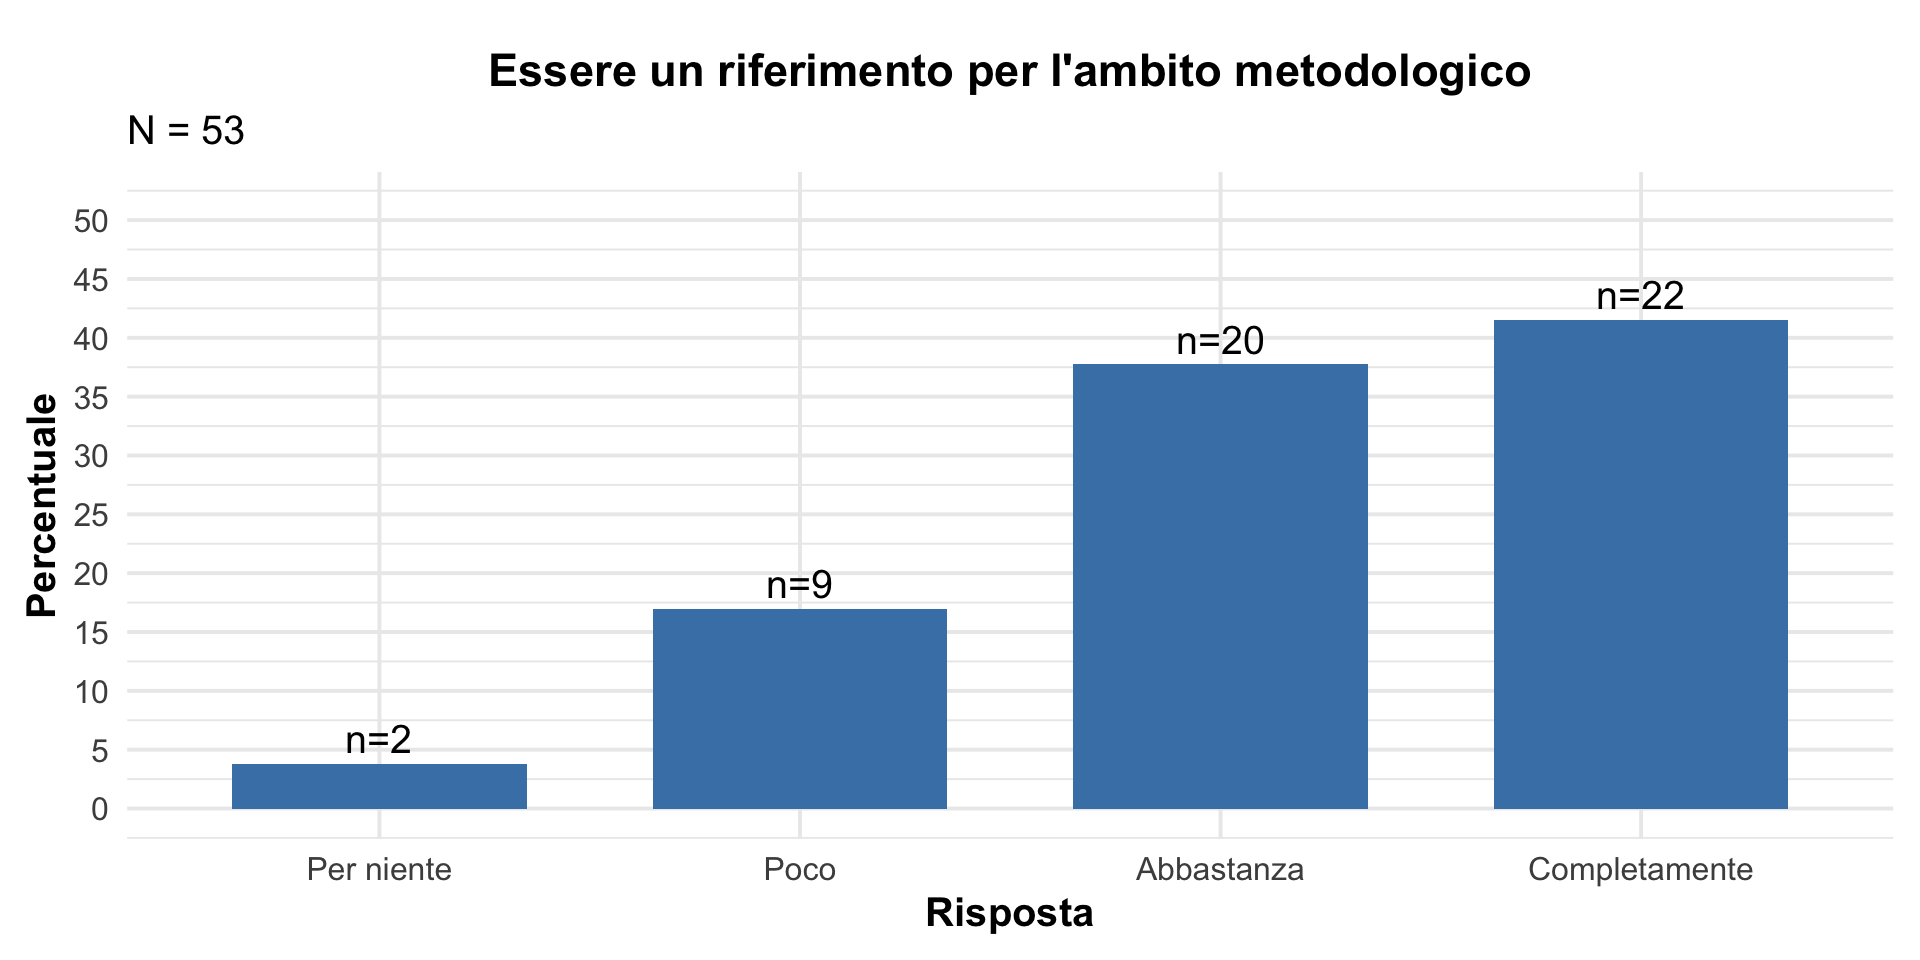 Essere un riferimento per l'ambito metodologico
N = 53
Percentuale
50
45
40
35
30
25
20
15
10
5
0
n=2
n=9
n=20
n=22
Per niente
Poco
Abbastanza
Completamente
Risposta